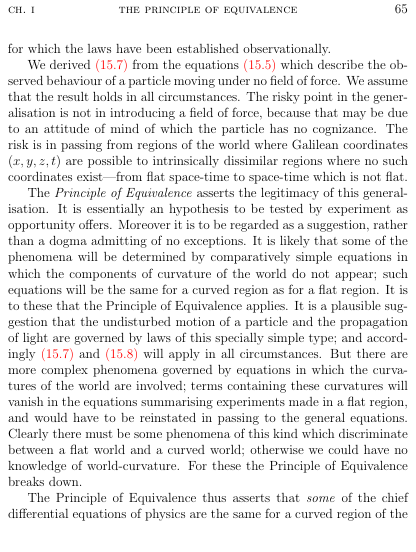 CH. I THE PRINCIPLE OF EQUIVALENCE 65
for which the laws have been established observationally.
We derived (15.7) from the equations (15.5) which describe the ob-
served behaviour of a particle moving under no field of force. We assume
that the result holds in all circumstances. The risky point in the gener-
alisation is not in introducing a field of force, because that may be due
to an attitude of mind of which the particle has no cognizance. The
risk is in passing from regions of the world where Galilean coordinates
(x, y, z, t) are possible to intrinsically dissimilar regions where no such
coordinates exist—from flat space-time to space-time which is not flat.
The Principle of Equivalence asserts the legitimacy of this general-
isation. It is essentially an hypothesis to be tested by experiment as
opportunity offers. Moreover it is to be regarded as a suggestion, rather
than a dogma admitting of no exceptions. It is likely that some of the
phenomena will be determined by comparatively simple equations in
which the components of curvature of the world do not appear; such
equations will be the same for a curved region as for a flat region. It is
to these that the Principle of Equivalence applies. It is a plausible sug-
gestion that the undisturbed motion of a particle and the propagation
of light are governed by laws of this specially simple type; and accord-
ingly (15.7) and (15.8) will apply in all circumstances. But there are
more complex phenomena governed by equations in which the curva-
tures of the world are involved; terms containing these curvatures will
vanish in the equations summarising experiments made in a flat region,
and would have to be reinstated in passing to the general equations.
Clearly there must be some phenomena of this kind which discriminate
between a flat world and a curved world; otherwise we could have no
knowledge of world-curvature. For these the Principle of Equivalence
breaks down.
The Principle of Equivalence thus asserts that some of the chief
differential equations of physics are the same for a curved region of the